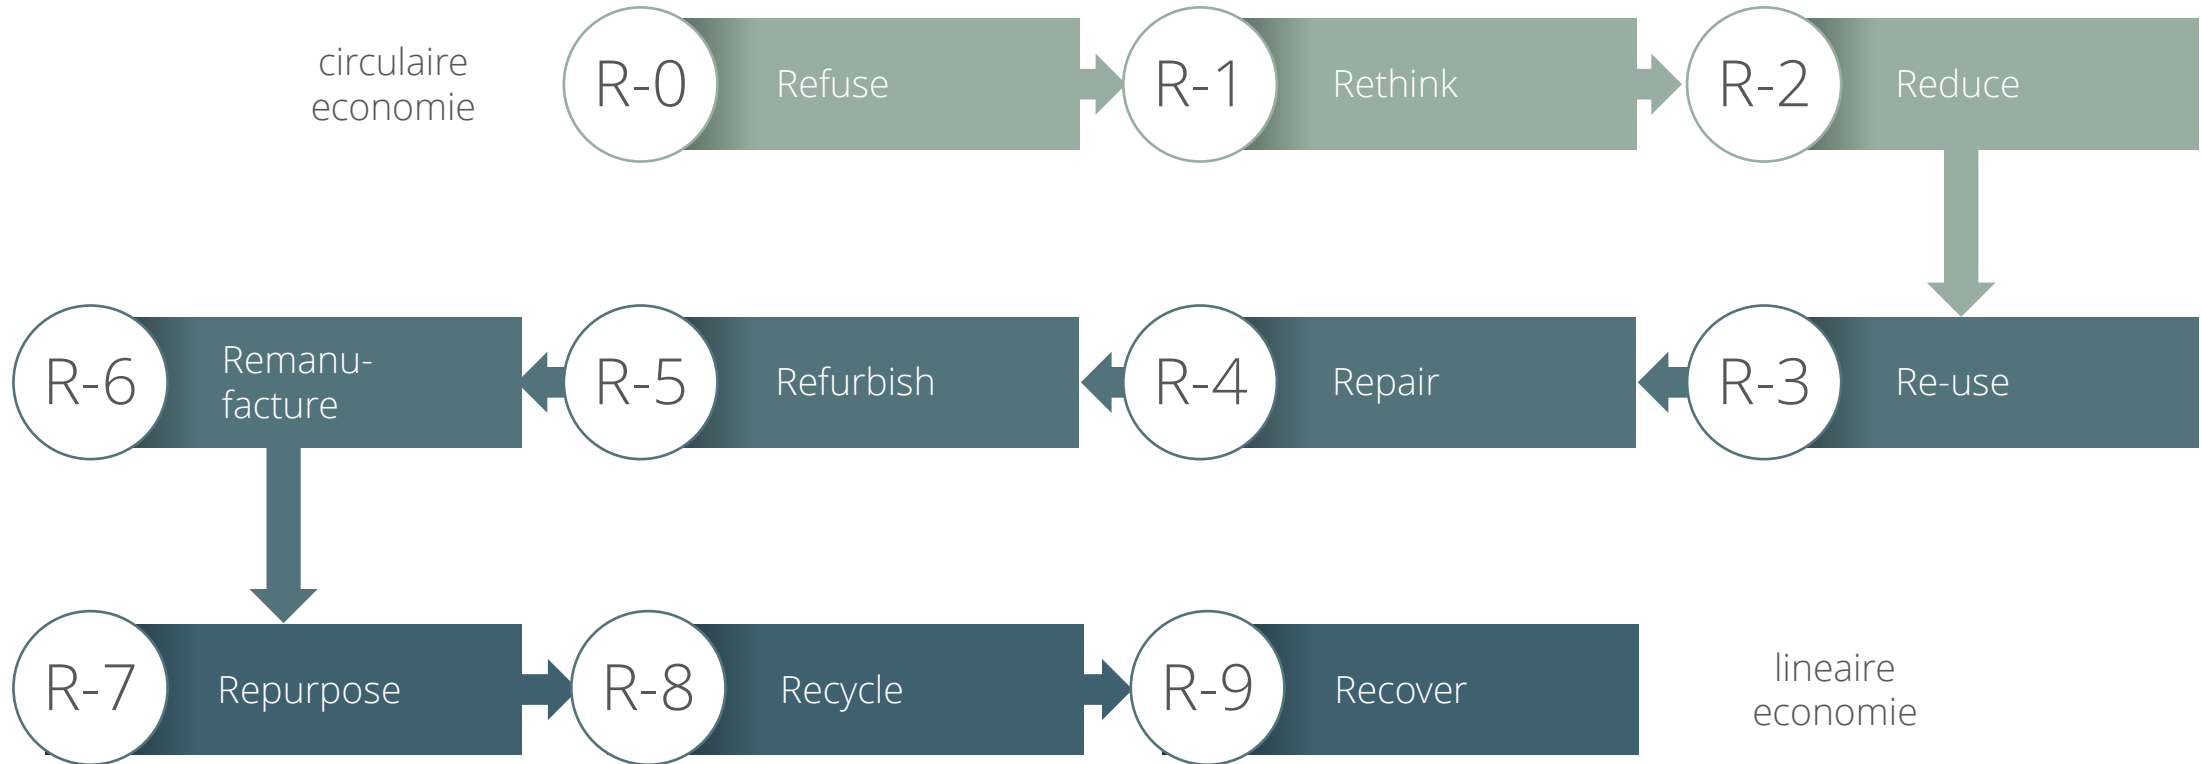 circulaire
economie
R-0
Refuse
R-1
Rethink
R-2
Reduce
R-6
Remanu-
facture
R-5
Refurbish
R-4
Repair
R-3
Re-use
R-7
Repurpose
R-8
Recycle
R-9
Recover
lineaire
economie